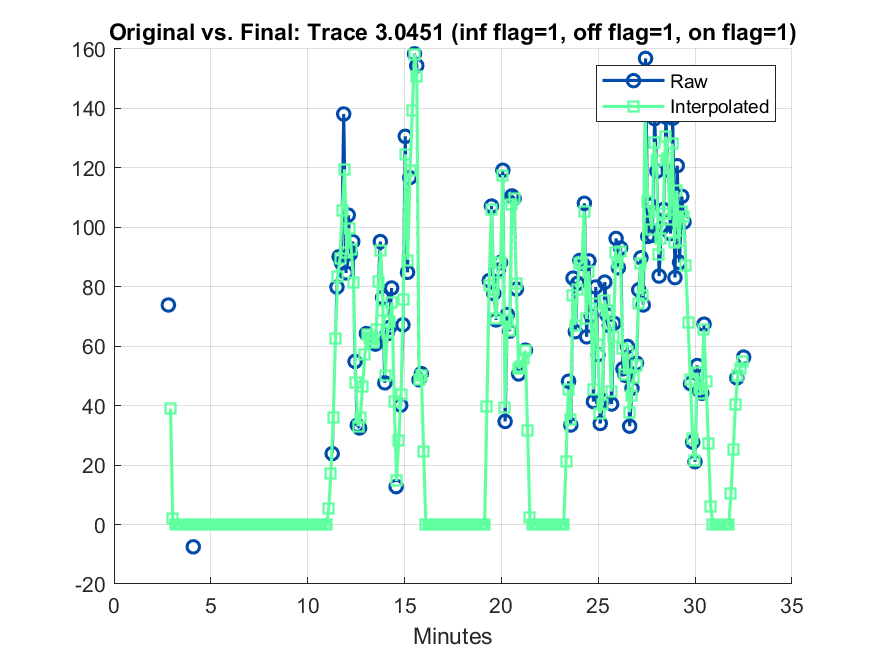 Original vs. Final: Trace 3.0451 (inf flag=1, off flag=1, on flag=1)
160
140
120
100
80
60
40
20
0
-20
Raw
Interpolated
0 5 10 15 20 25 30 35
Minutes